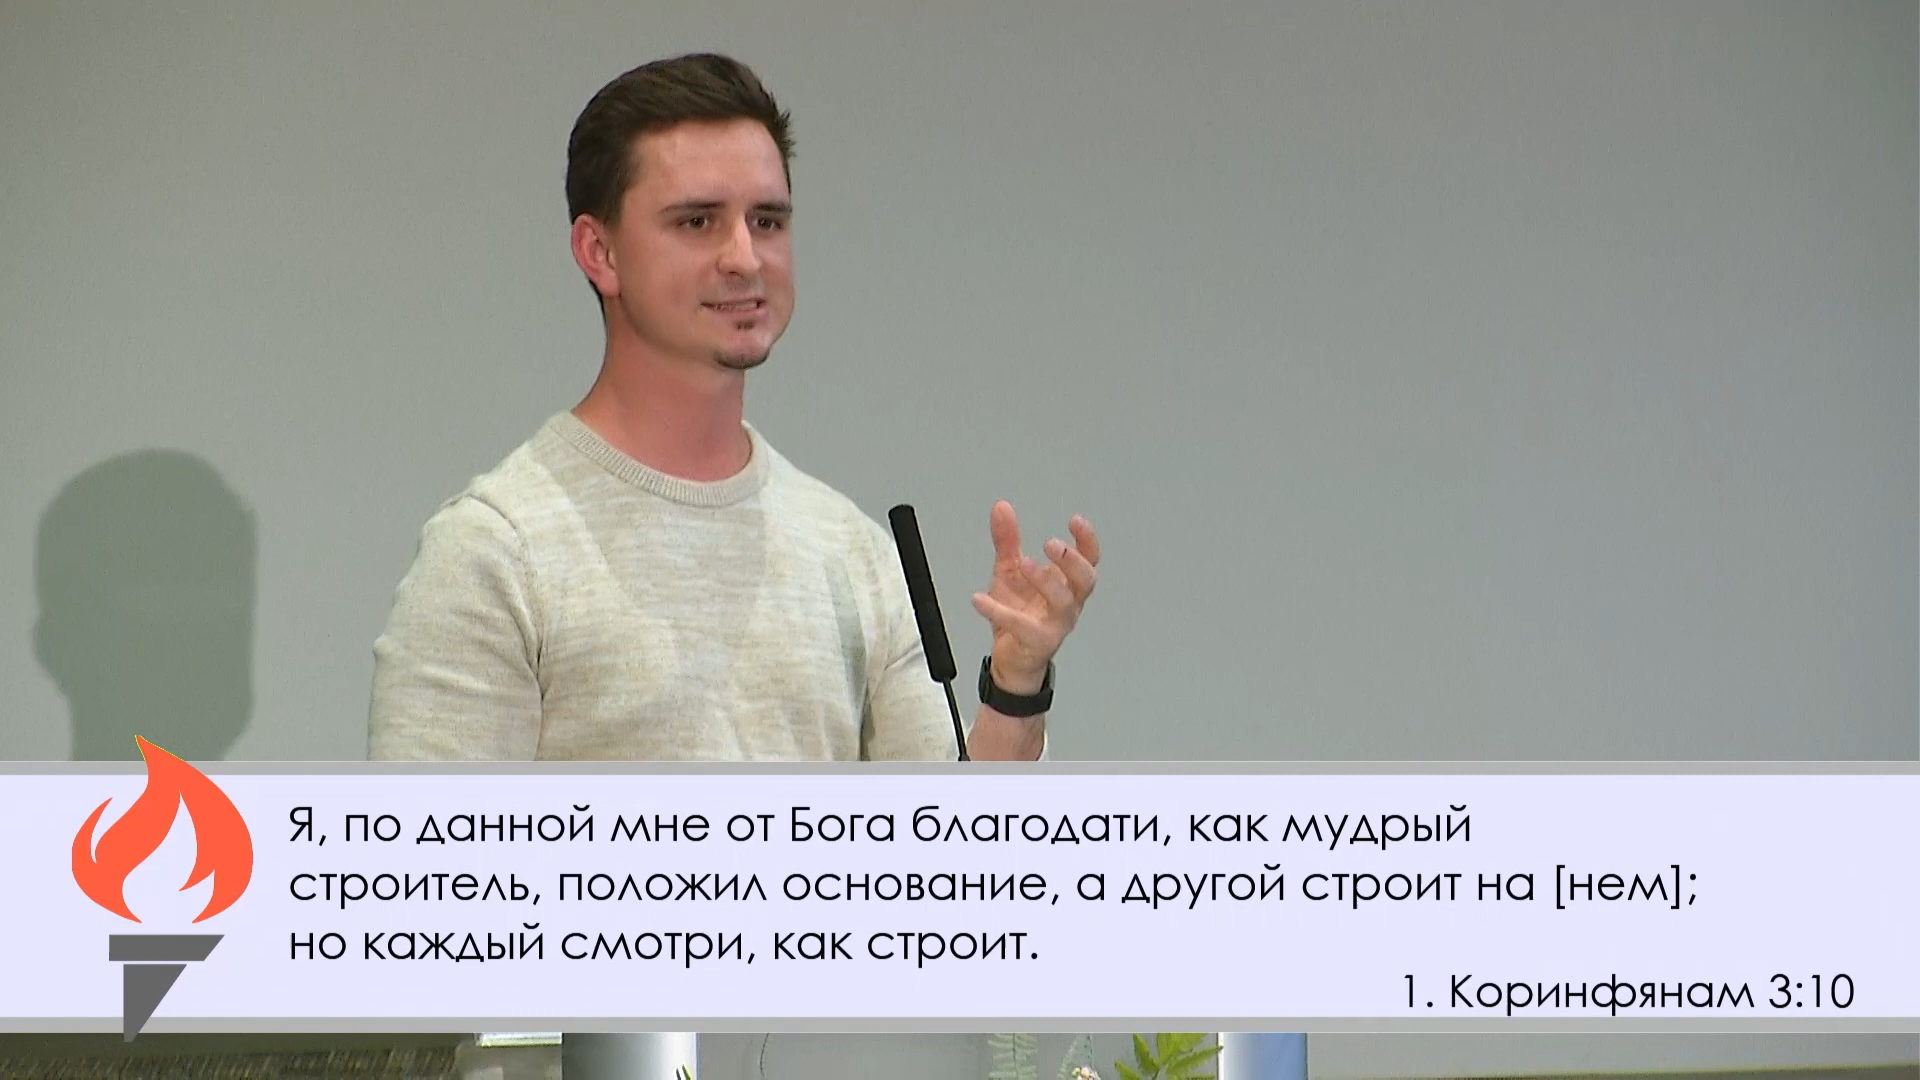 Я, по данной мне от Бога благодати, как мудрый
строитель, положил основание, а другой строит на [нем];
но каждый смотри, как строит.
1. Коринфянам 3:10